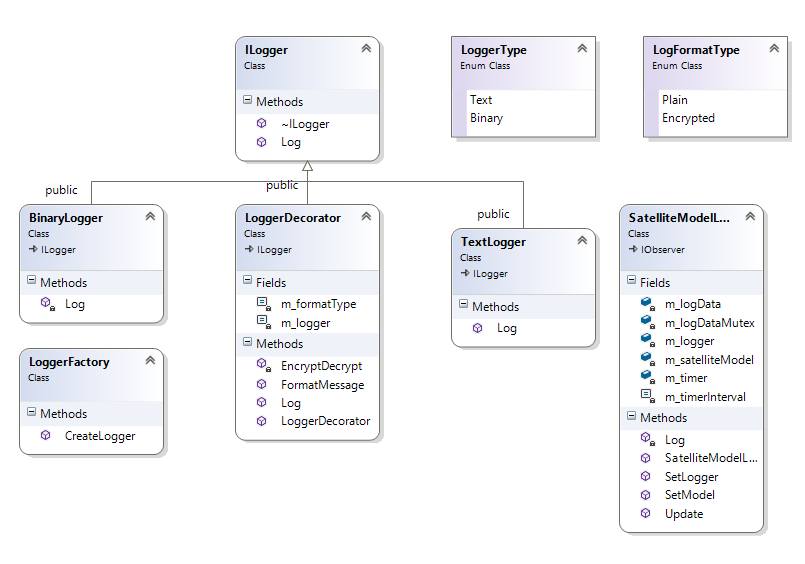 ILogger
Class
Methods
~ILogger
Log
LoggerType
Enum Class
Text
Binary
LogFormatType
Enum Class
Plain
Encrypted
public
public
public
BinaryLogger
Class
ILogger
Methods
Log
LoggerDecorator
Class
ILogger
Fields
m_formatType
m_logger
Methods
EncryptDecrypt
FormatMessage
Log
LoggerDecorator
TextLogger
Class
ILogger
Methods
Log
SatelliteModelL...
Class
IObserver
Fields
m_logData
m_logDataMutex
m_logger
m_satelliteModel
m_timer
m_timerInterval
Methods
Log
SatelliteModelL...
SetLogger
SetModel
Update
LoggerFactory
Class
Methods
CreateLogger